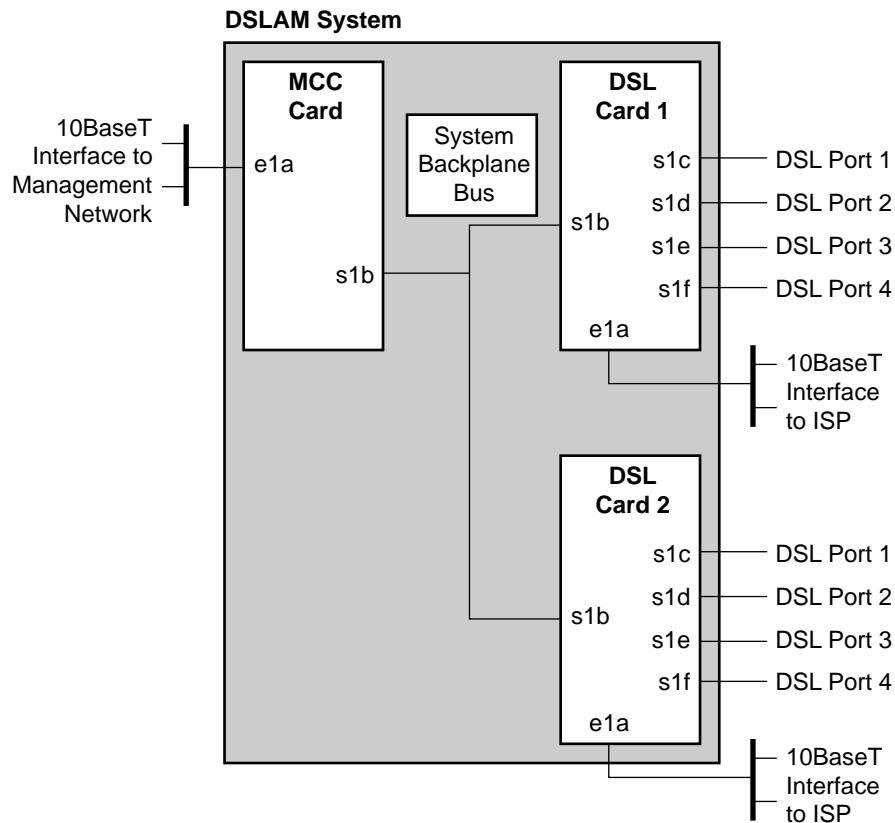 DSLAM System
MCC
Card
10BaseT
Interface to
Management
Network
e1a
s1b
System
Backplane
Bus
DSL
Card 1
s1b
s1c
s1d
s1e
s1f
e1a
DSL Port 1
DSL Port 2
DSL Port 3
DSL Port 4
10BaseT
Interface
to ISP
DSL
Card 2
s1b
s1c
s1d
s1e
s1f
e1a
DSL Port 1
DSL Port 2
DSL Port 3
DSL Port 4
10BaseT
Interface
to ISP